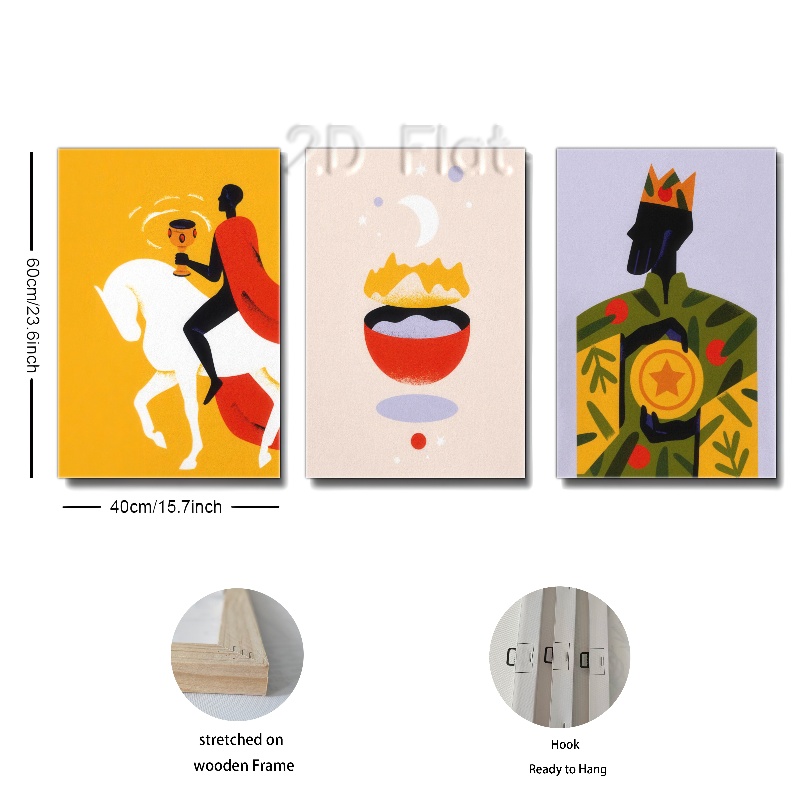 2D Flat
60cm/23.6inch
40cm/15.7inch
stretched on
wooden Frame
Hook
Ready to Hang